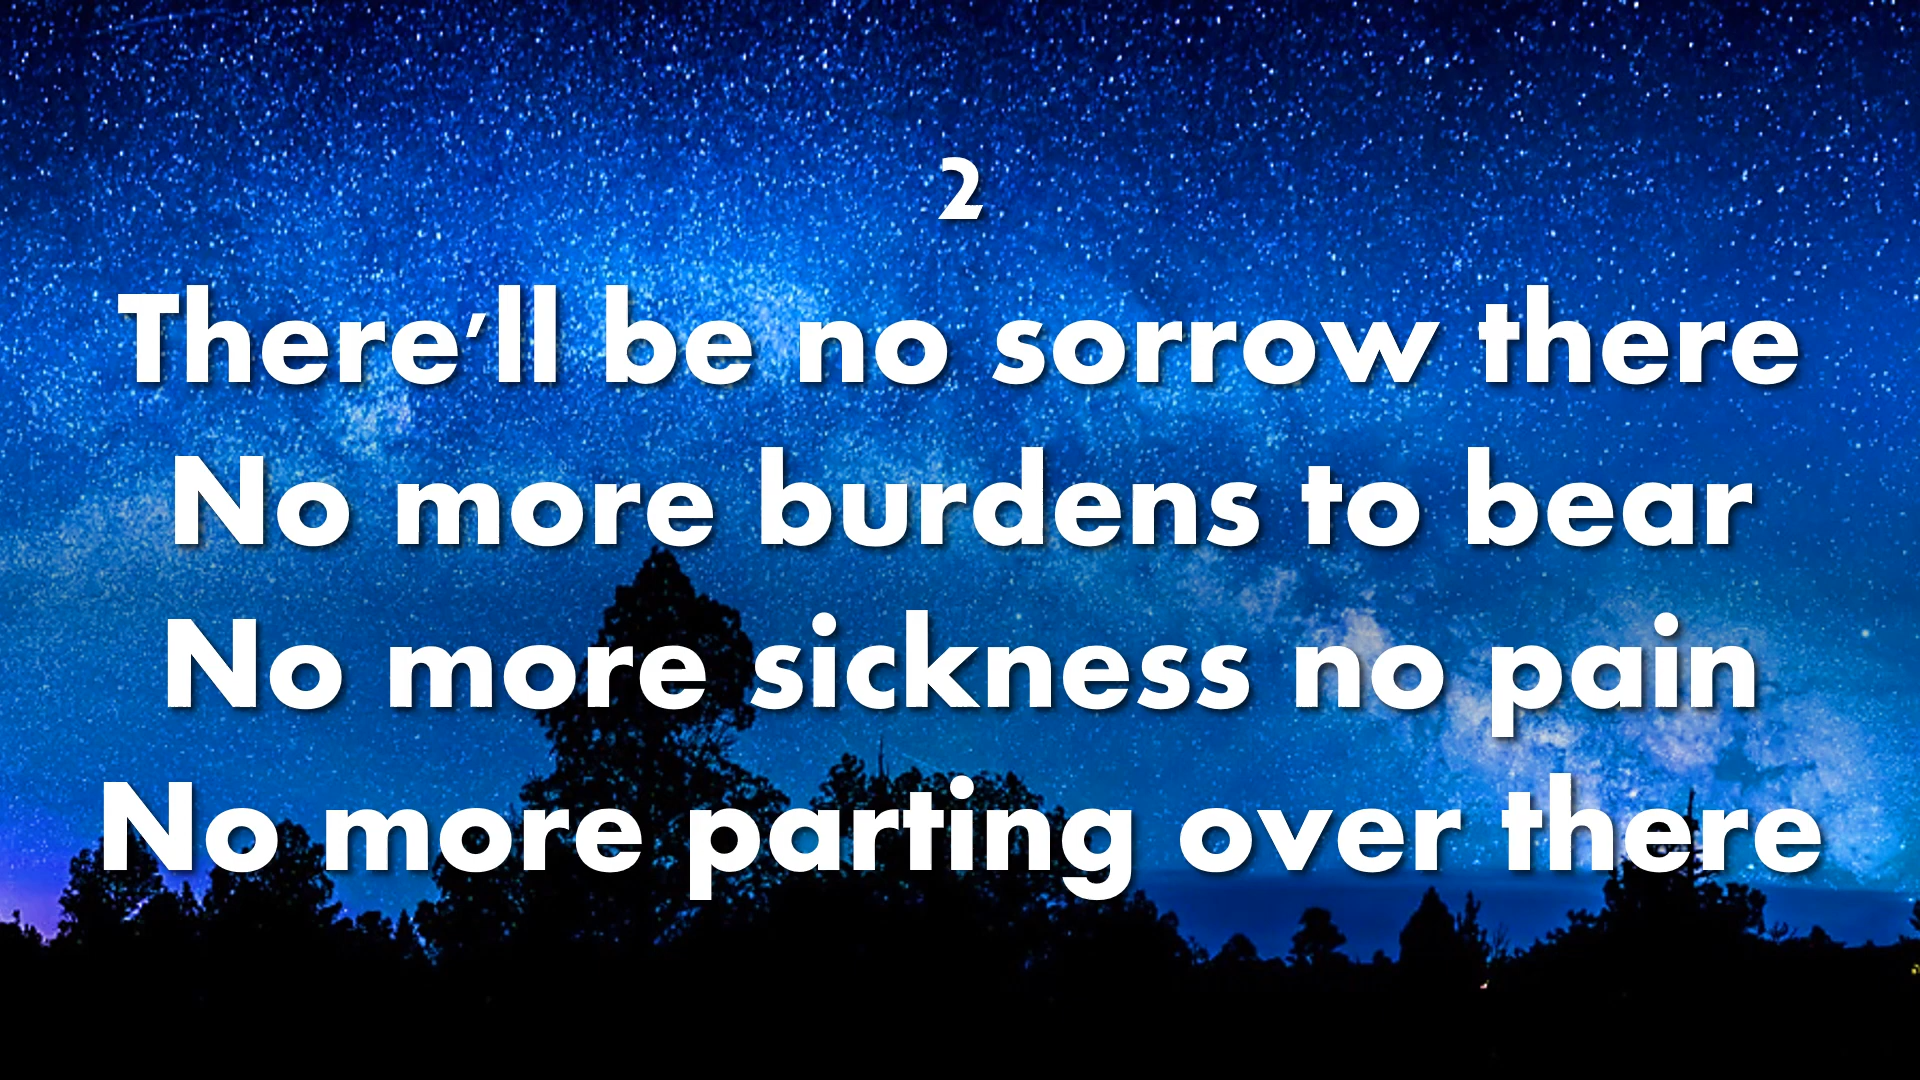 2
There'll be no sorrow there
No more burdens to bear
No more sickness no pain
No more parting over there